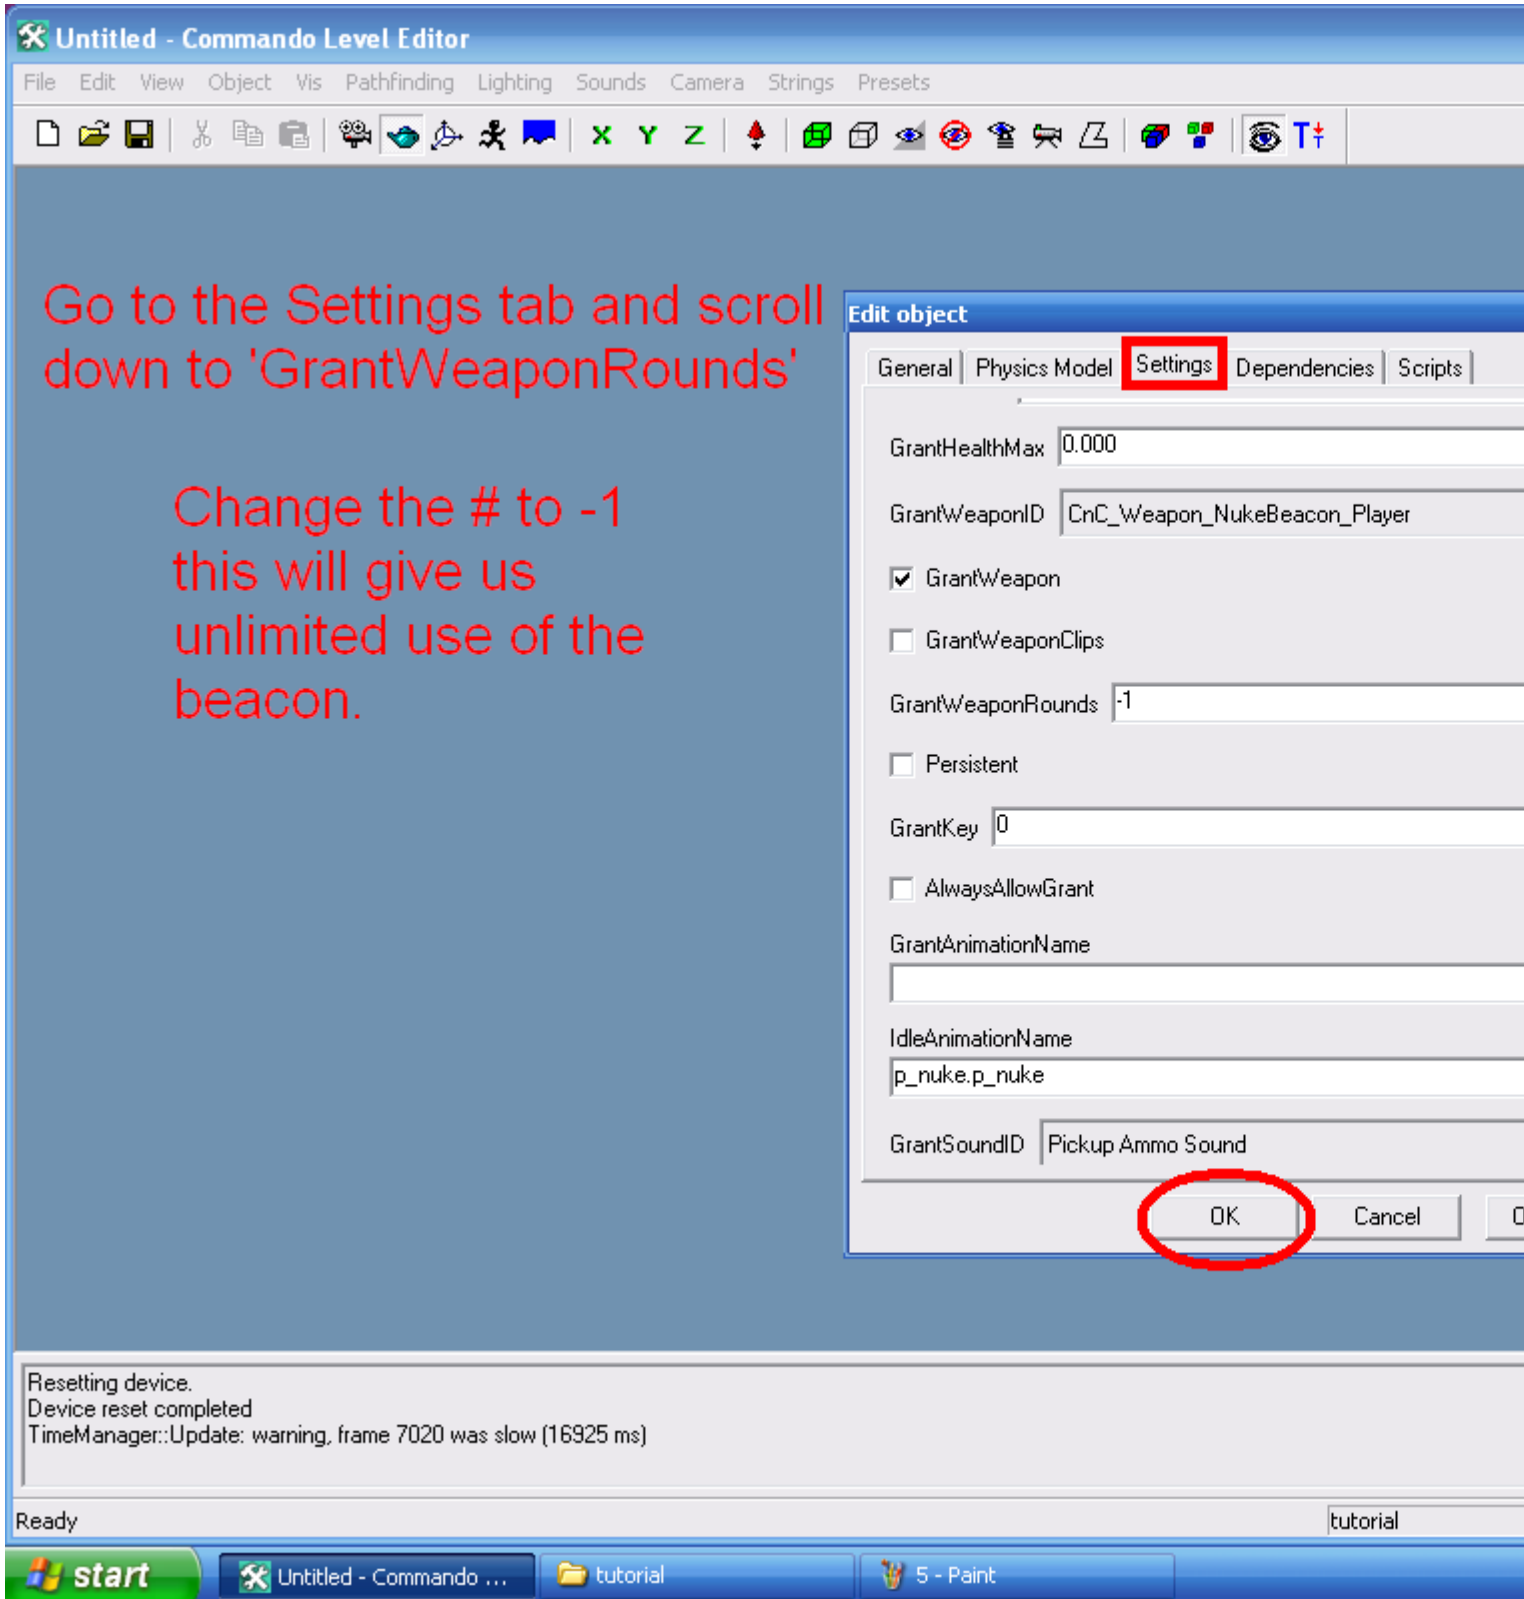 Untitled - Commando Level Editor
File Edit View Object Vis Pathfinding Lighting Sounds Camera Strings Presets
X Y Z T
Go to the Settings tab and scroll
down to 'GrantWeaponRounds'
Change the # to -1
this will give us
unlimited use of the
beacon.
Edit object
General Physics Model Settings Dependencies Scripts
GrantHealthMax 0.000
GrantWeaponID CnC_Weapon_NukeBeacon_Player
GrantWeapon
GrantWeaponClips
GrantWeaponRounds -1
Persistent
GrantKey 0
AlwaysAllowGrant
GrantAnimationName
IdleAnimationName
p_nuke.p_nuke
GrantSoundID Pickup Ammo Sound
OK Cancel
Resetting device.
Device reset completed
TimeManager::Update: warning, frame 7020 was slow (16925 ms)
Ready tutorial
start Untitled - Commando ... tutorial 5 - Paint